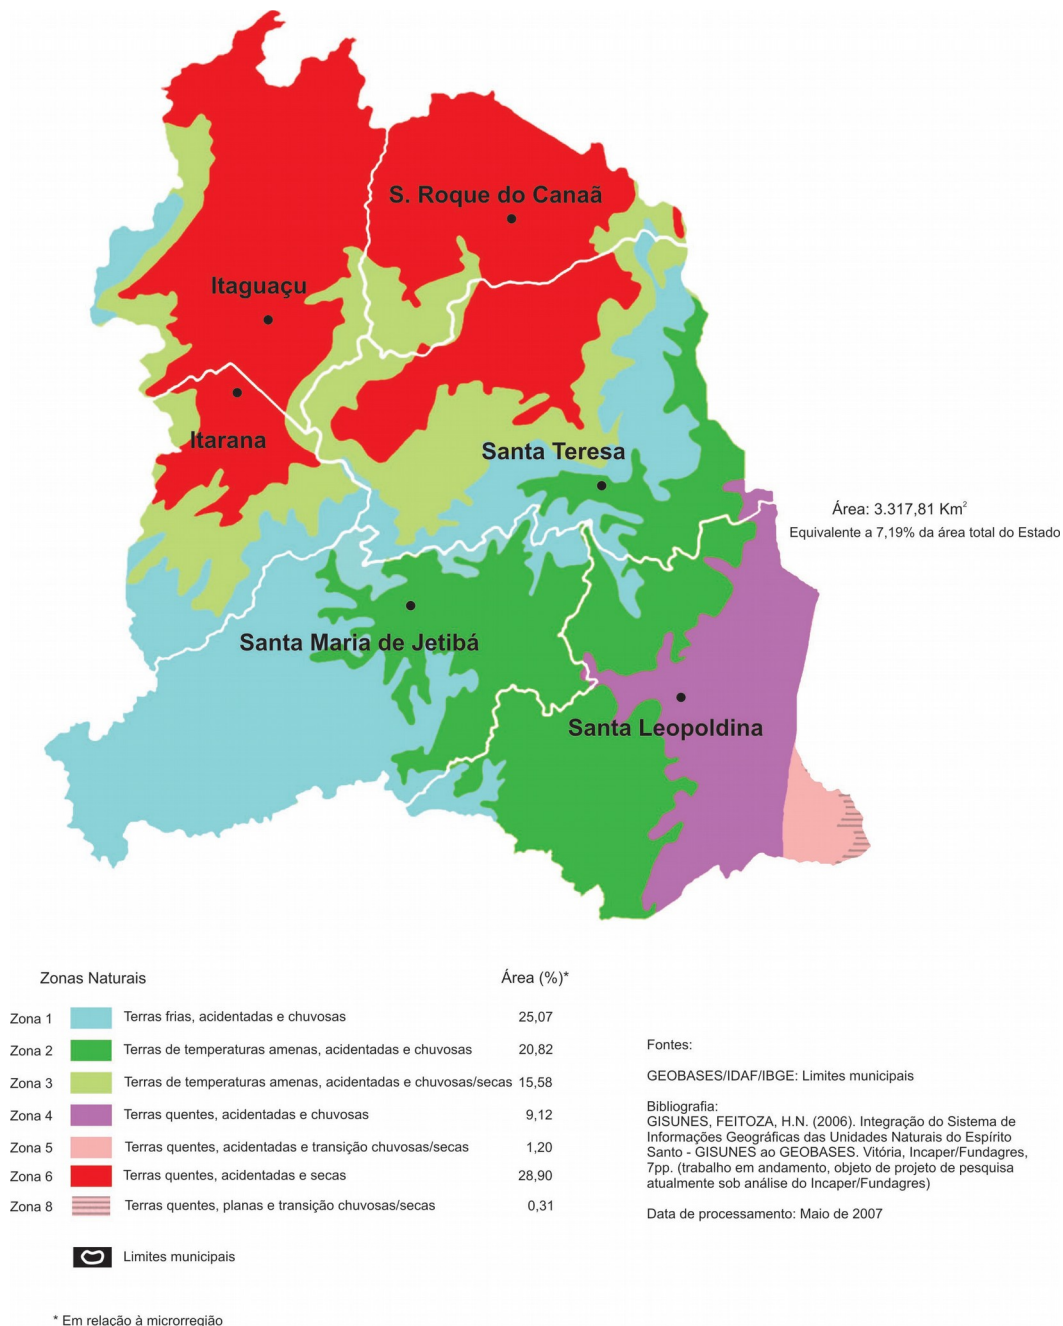 S. Roque do Canaã
Itaguaçu
Itarana
Santa Teresa
Área: 3.317,81 Km²
Equivalente a 7,19% da área total do Estado
Santa Maria de Jetibá
Santa Leopoldina
Zonas Naturais Área (%)*
Zona 1 Terras frias, acidentadas e chuvosas 25,07
Zona 2 Terras de temperaturas amenas, acidentadas e chuvosas 20,82
Zona 3 Terras de temperaturas amenas, acidentadas e chuvosas/secas 15,58
Zona 4 Terras quentes, acidentadas e chuvosas 9,12
Zona 5 Terras quentes, acidentadas e transição chuvosas/secas 1,20
Zona 6 Terras quentes, acidentadas e secas 28,90
Zona 8 Terras quentes, planas e transição chuvosas/secas 0,31
Limites municipais
* Em relação à microrregião
Fontes:
GEOBASES/IDAF/IBGE: Limites municipais
Bibliografia:
GISUNES, FEITOZA, H.N. (2006). Integração do Sistema de
Informações Geográficas das Unidades Naturais do Espírito
Santo - GISUNES ao GEOBASES. Vitória, Incaper/Fundagres,
7pp. (trabalho em andamento, objeto de projeto de pesquisa
atualmente sob análise do Incaper/Fundagres)
Data de processamento: Maio de 2007